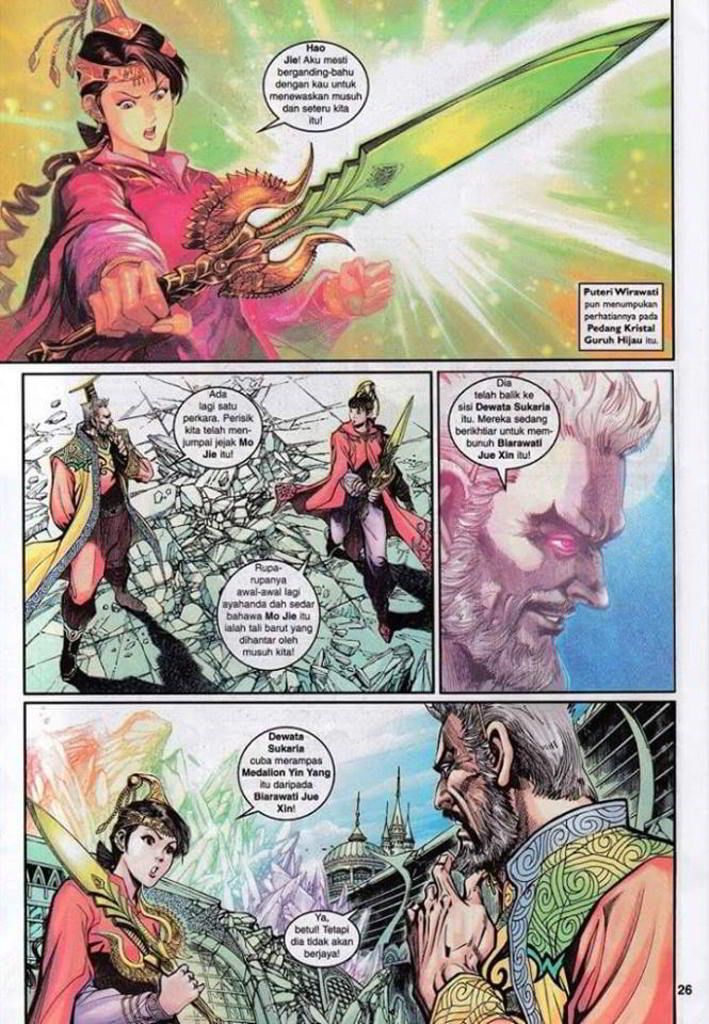 Hao
Jie! Aku mesti
berganding-bahu
dengan kau untuk
menewaskan musuh
dan seteru kita
itu!
Puteri Wirawati
pun menumpukan
perhatiannya pada
Pedang Kristal
Guruh Hijau itu.
Ada
lagi satu
perkara. Perisik
kita telah men-
jumpai jejak Mo
Jie itu!
Rupa-
rupanya
awal-awal lagi
ayahanda dah sedar
bahawa Mo Jie itu
ialah tali barut yang
dihantar oleh
musuh kita!
Dia
telah balik ke
sisi Dewata Sukaria
itu. Mereka sedang
berikhtiar untuk mem-
bunuh Biarawati
Jue Xin itu!
Dewata
Sukaria
cuba merampas
Medalion Yin Yang
itu daripada
Biarawati Jue
Xin!
Ya,
betul! Tetapi
dia tidak akan
berjaya!
26